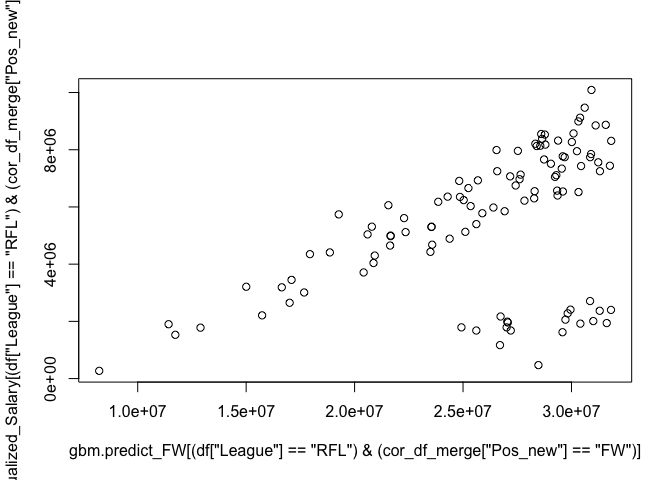 ualized_Salary[(df["League"] == "RFL") & (cor_df_merge["Pos_new"]
8e+06
4e+06
0e+00
1.0e+07 1.5e+07 2.0e+07 2.5e+07 3.0e+07
gbm.predict_FW[(df["League"] == "RFL") & (cor_df_merge["Pos_new"] == "FW")]